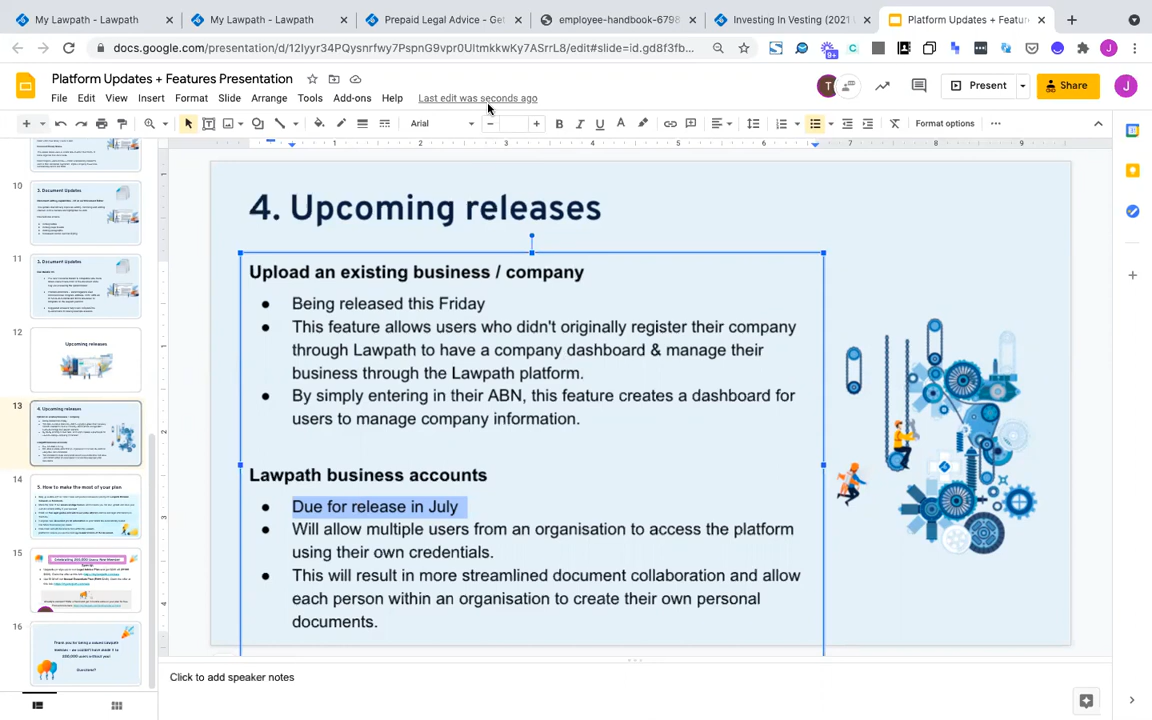 My Lawpath - Lawpath
My Lawpath - Lawpath
Prepaid Legal Advice - Get
employee-handbook-6798
Investing In Vesting (2021 L
Platform Updates + Featur
docs.google.com/presentation/d/12Iyyr34PQysnrfwy7PspnG9vpr0UltmkkwKy7ASrrL8/edit#slide=id.gd8f3fb...
9+
J
Platform Updates + Features Presentation
T
Present
Share
J
File Edit View Insert Format Slide Arrange Tools Add-ons Help Last edit was seconds ago
Arial
Format options
10
3. Document Updates
11
3. Document Updates
12
Upcoming releases
13
4. Upcoming releases
14
5. How to make the most of your plan
15
16
Thank you for being a valued Lawpath
4. Upcoming releases
Upload an existing business / company
● Being released this Friday
● This feature allows users who didn't originally register their company
through Lawpath to have a company dashboard & manage their
business through the Lawpath platform.
● By simply entering in their ABN, this feature creates a dashboard for
users to manage company information.
Lawpath business accounts
● Due for release in July
● Will allow multiple users from an organisation to access the platform
using their own credentials.
● This will result in more streamlined document collaboration and allow
each person within an organisation to create their own personal
documents.
Click to add speaker notes